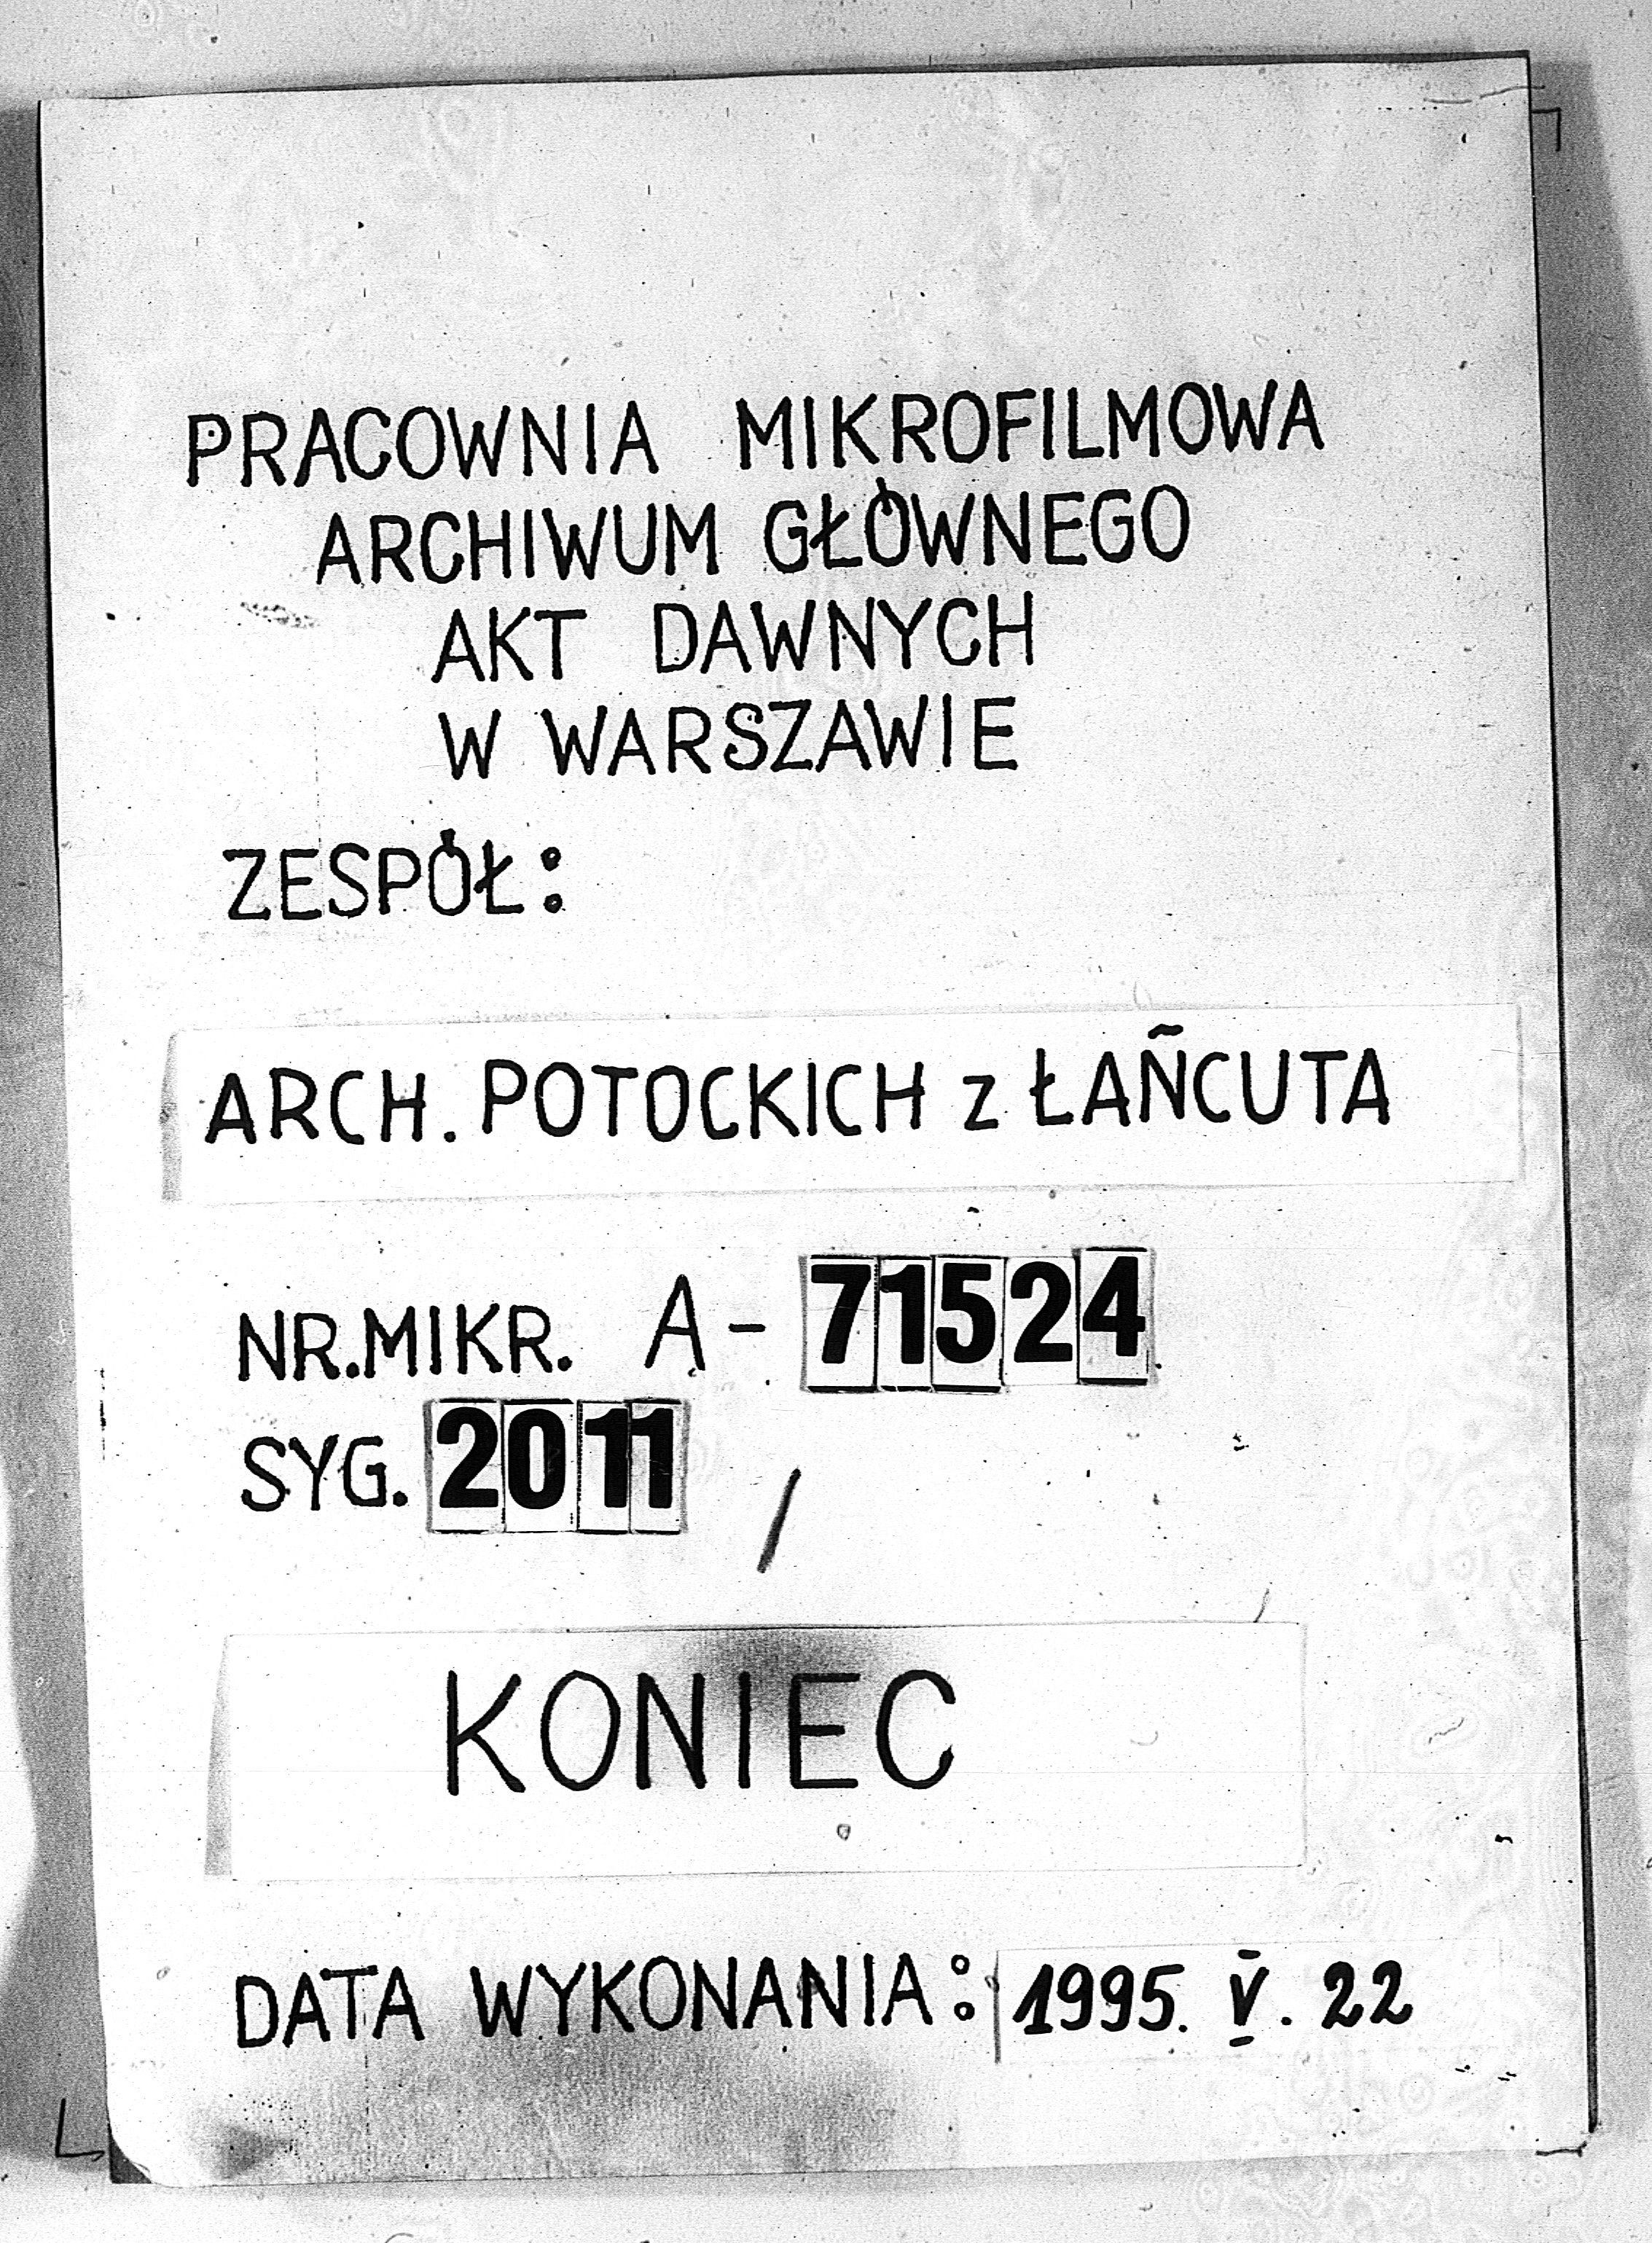 PRACOWNIA MIKROFILMOWA
ARCHIWUM GŁÓWNEGO
AKT DAWNYCH
W WARSZAWIE
ZESPÓŁ:
ARCH. POTOCKICH z ŁAŃCUTA
NR.MIKR. A-71524
SYG. 2011 /
KONIEC
DATA WYKONANIA: 1995. V. 22